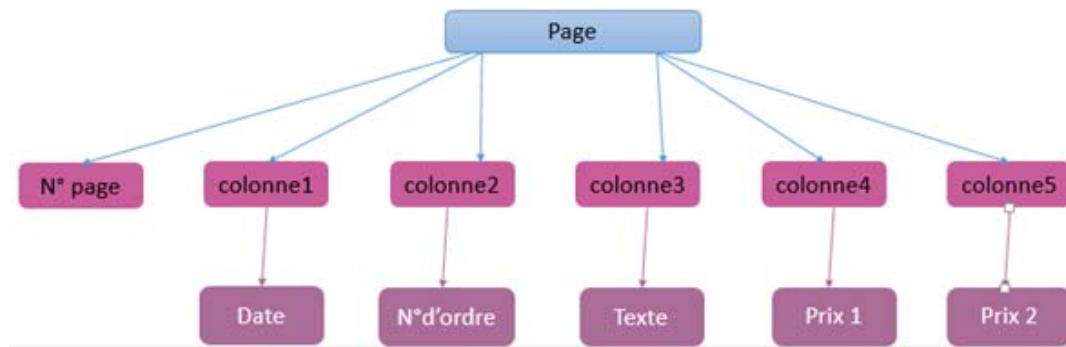 Page
N° page
colonne1
colonne2
colonne3
colonne4
colonne5
Date
N°d’ordre
Texte
Prix 1
Prix 2